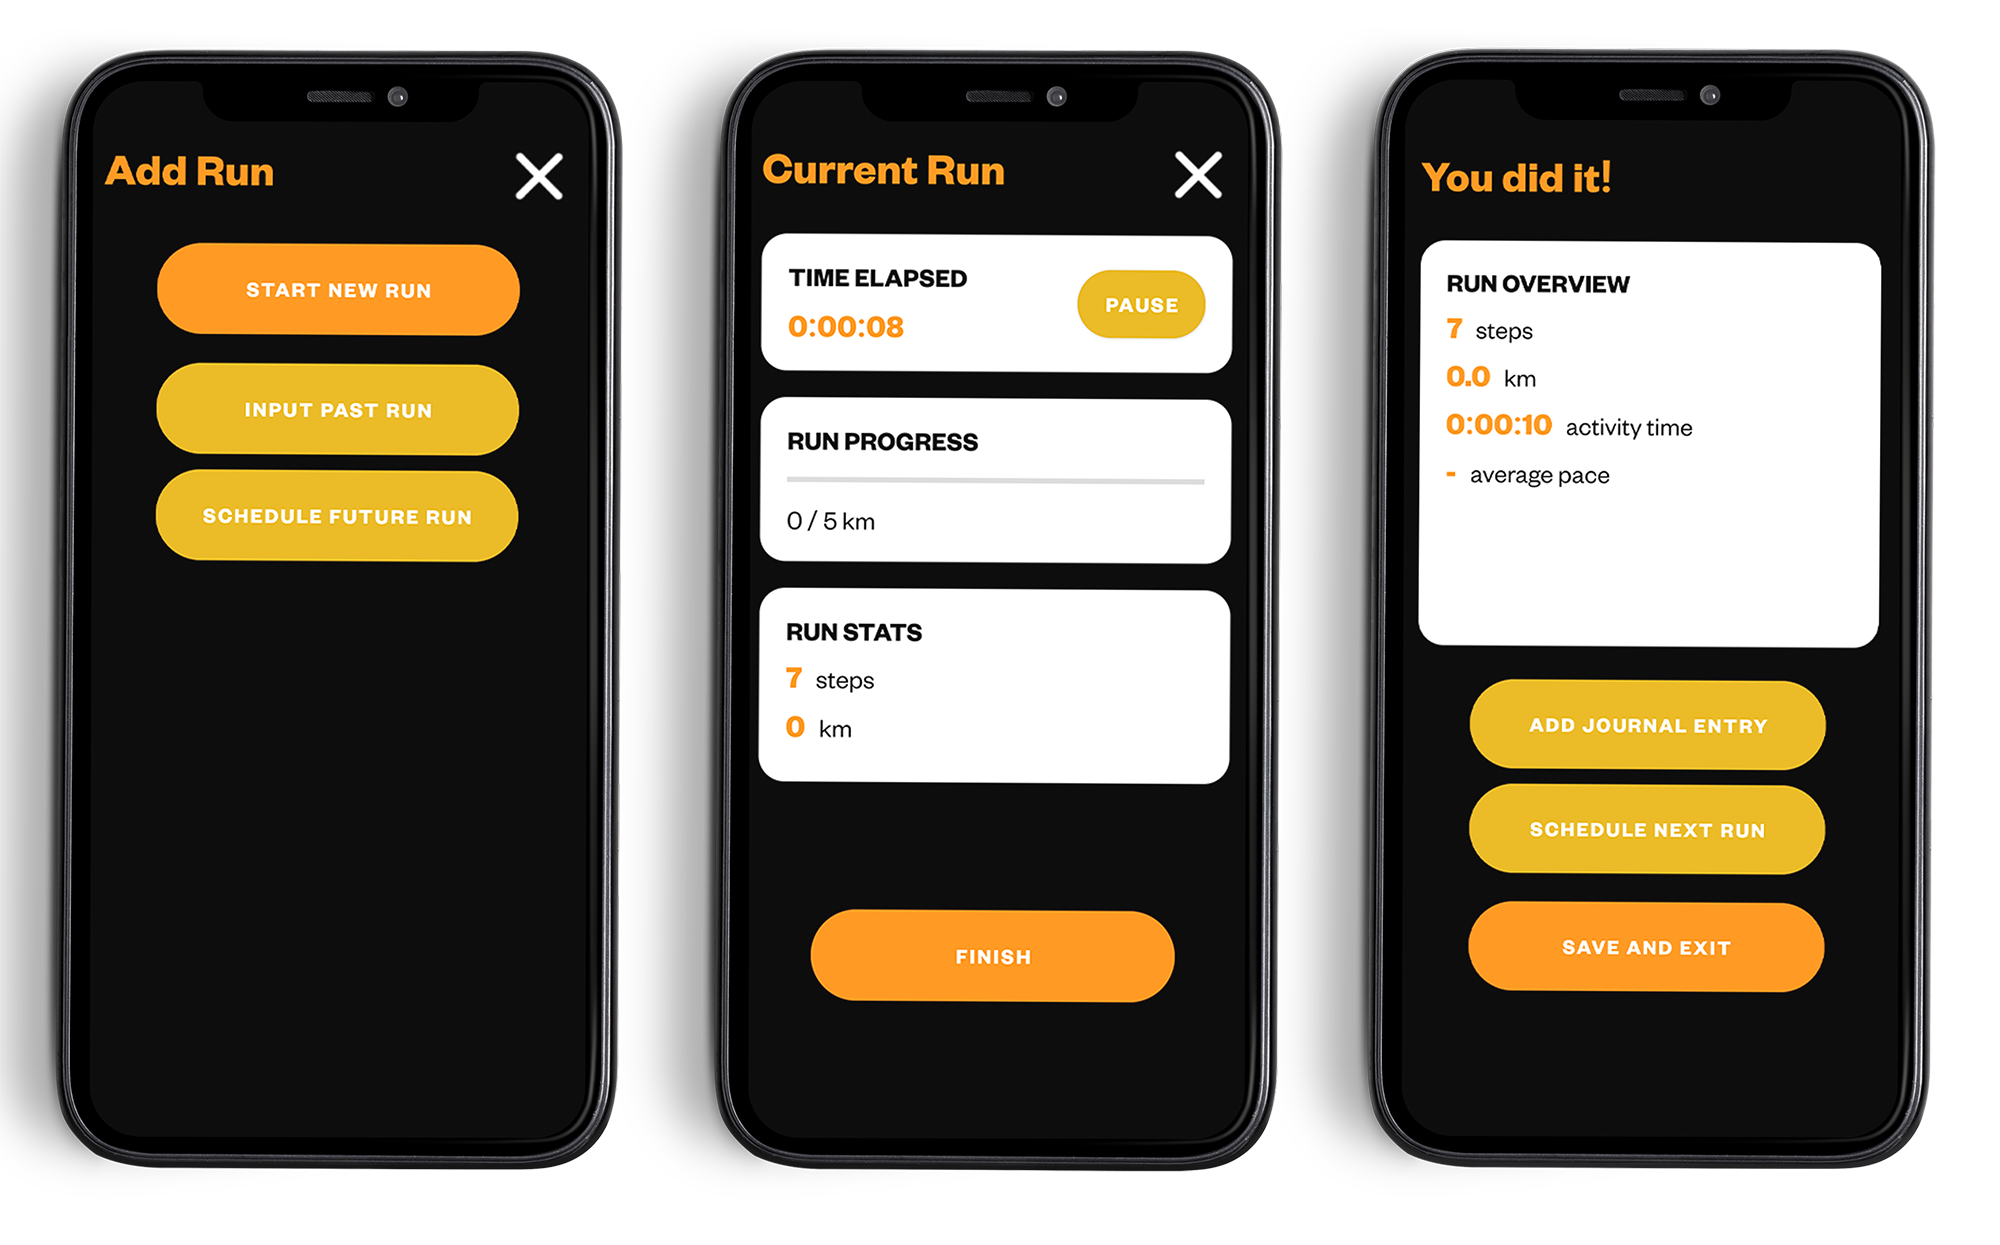 Add Run
START NEW RUN
INPUT PAST RUN
SCHEDULE FUTURE RUN
Current Run
TIME ELAPSED
0:00:08
PAUSE
RUN PROGRESS
0 / 5 km
RUN STATS
7 steps
0 km
FINISH
You did it!
RUN OVERVIEW
7 steps
0.0 km
0:00:10 activity time
- average pace
ADD JOURNAL ENTRY
SCHEDULE NEXT RUN
SAVE AND EXIT